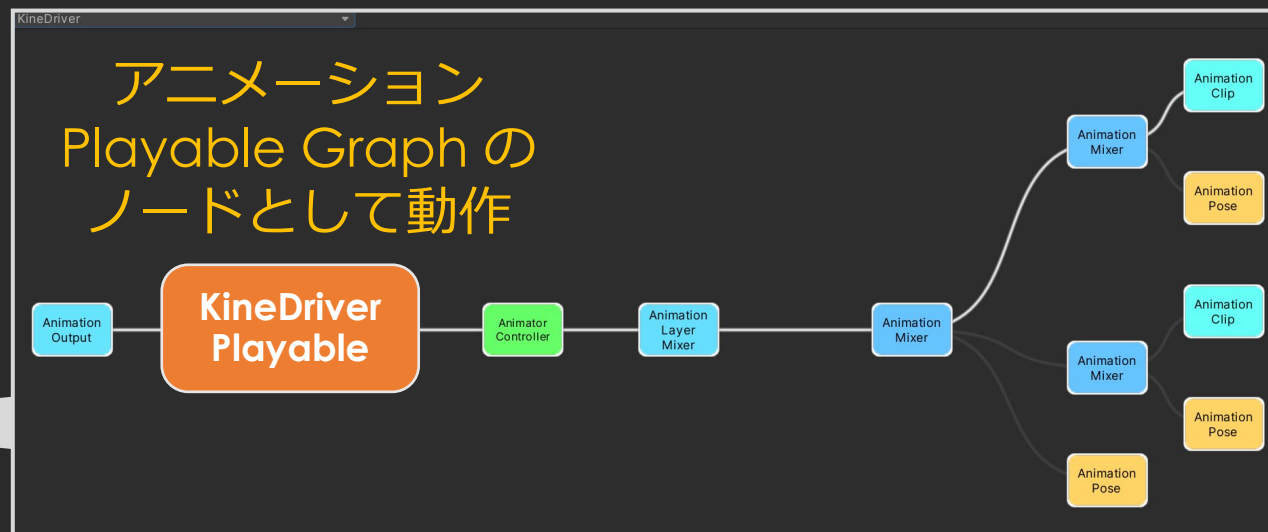 KineDriver
アニメーション
Playable Graph の
ノードとして動作
Animation
Output
KineDriver
Playable
Animator
Controller
Animation
Layer
Mixer
Animation
Mixer
Animation
Mixer
Animation
Clip
Animation
Pose
Animation
Mixer
Animation
Clip
Animation
Pose
Animation
Pose